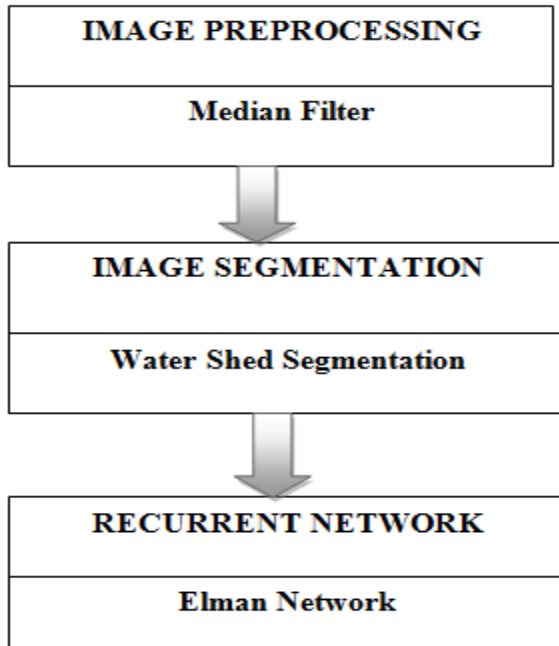 IMAGE PREPROCESSING
Median Filter
IMAGE SEGMENTATION
Water Shed Segmentation
RECURRENT NETWORK
Elman Network